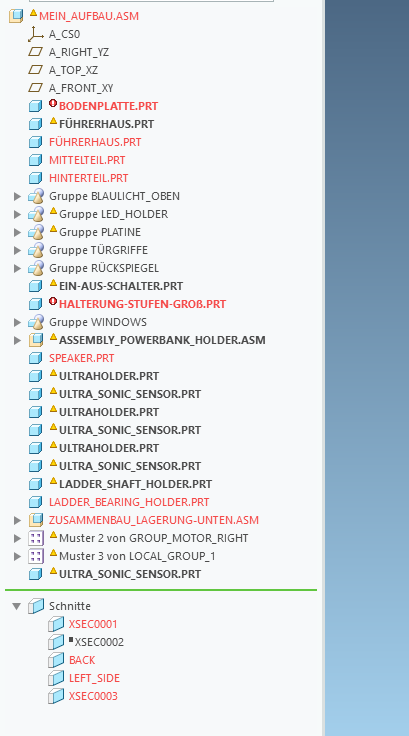 MEIN_AUFBAU.ASM
A_CS0
A_RIGHT_YZ
A_TOP_XZ
A_FRONT_XY
BODENPLATTE.PRT
FÜHRERHAUS.PRT
FÜHRERHAUS.PRT
MITTELTEIL.PRT
HINTERTEIL.PRT
Gruppe BLAULICHT_OBEN
Gruppe LED_HOLDER
Gruppe PLATINE
Gruppe TÜRGRIFFE
Gruppe RÜCKSPIEGEL
EIN-AUS-SCHALTER.PRT
HALTERUNG-STUFEN-GROß.PRT
Gruppe WINDOWS
ASSEMBLY_POWERBANK_HOLDER.ASM
SPEAKER.PRT
ULTRAHOLDER.PRT
ULTRA_SONIC_SENSOR.PRT
ULTRAHOLDER.PRT
ULTRA_SONIC_SENSOR.PRT
ULTRAHOLDER.PRT
ULTRA_SONIC_SENSOR.PRT
LADDER_SHAFT_HOLDER.PRT
LADDER_BEARING_HOLDER.PRT
ZUSAMMENBAU_LAGERUNG-UNTEN.ASM
Muster 2 von GROUP_MOTOR_RIGHT
Muster 3 von LOCAL_GROUP_1
ULTRA_SONIC_SENSOR.PRT
Schnitte
XSEC0001
XSEC0002
BACK
LEFT_SIDE
XSEC0003